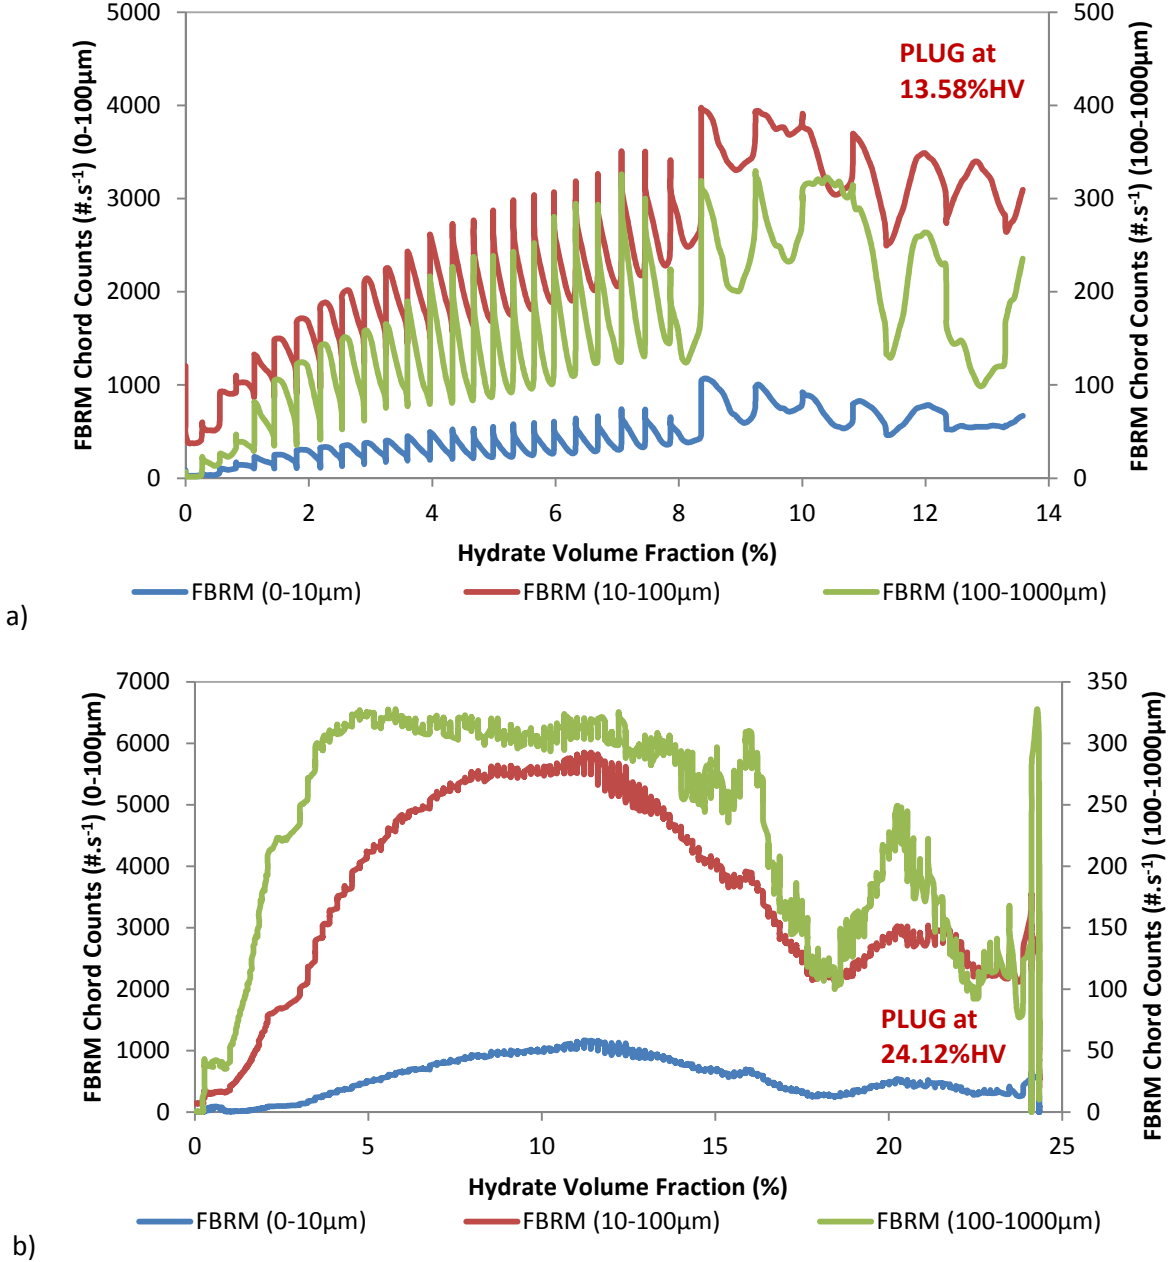 5000
4000
3000
2000
1000
0
FBRM Chord Counts (#.s⁻¹) (0-100µm)
500
400
300
200
100
0
FBRM Chord Counts (#.s⁻¹) (100-1000µm)
PLUG at
13.58%HV
0 2 4 6 8 10 12 14
Hydrate Volume Fraction (%)
FBRM (0-10µm) FBRM (10-100µm) FBRM (100-1000µm)
a)
7000
6000
5000
4000
3000
2000
1000
0
FBRM Chord Counts (#.s⁻¹) (0-100µm)
350
300
250
200
150
100
50
0
FBRM Chord Counts (#.s⁻¹) (100-1000µm)
PLUG at
24.12%HV
0 5 10 15 20 25
Hydrate Volume Fraction (%)
FBRM (0-10µm) FBRM (10-100µm) FBRM (100-1000µm)
b)